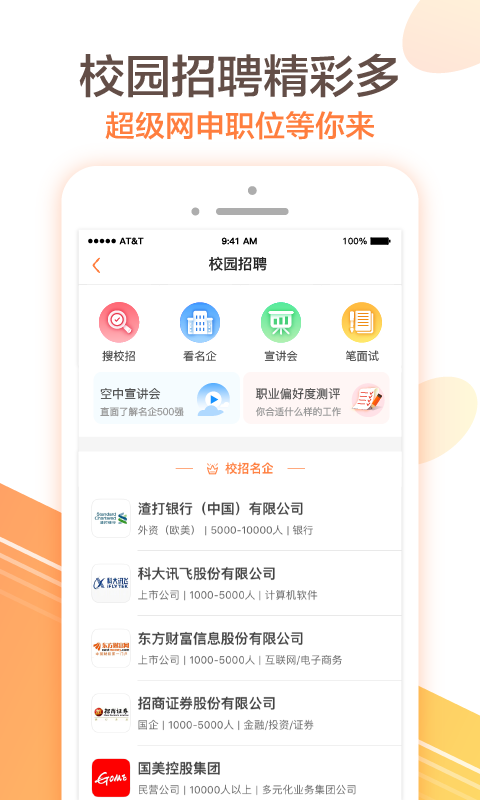 校园招聘精彩多
超级网申职位等你来
AT&T 9:41 AM 100%
校园招聘
搜校招 看名企 宣讲会 笔面试
空中宣讲会 职业偏好度测评
直面了解名企500强 你合适什么样的工作
校招名企
渣打银行（中国）有限公司
Standard Chartered
渣打银行
外资（欧美） | 5000-10000人 | 银行
科大讯飞股份有限公司
科大讯飞
iFLYTEK
上市公司 | 1000-5000人 | 计算机软件
东方财富信息股份有限公司
东方财富网
上市公司 | 1000-5000人 | 互联网/电子商务
招商证券股份有限公司
招商证券
国企 | 1000-5000人 | 金融/投资/证券
国美控股集团
GOME
民营公司 | 10000人以上 | 多元化业务集团公司